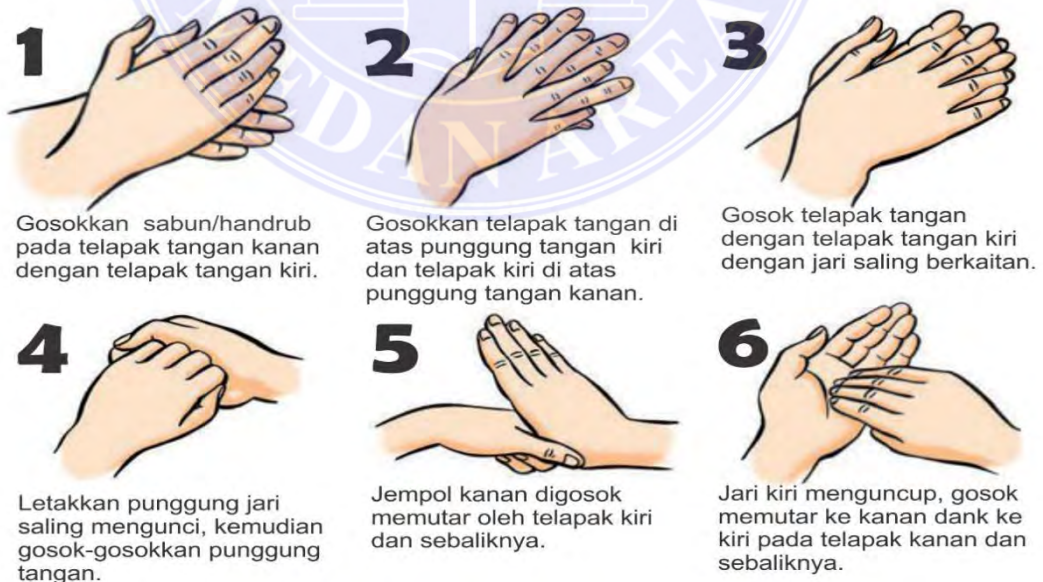 1
Gosokkan sabun/handrub
pada telapak tangan kanan
dengan telapak tangan kiri.
2
Gosokkan telapak tangan di
atas punggung tangan kiri
dan telapak kiri di atas
punggung tangan kanan.
3
Gosok telapak tangan
dengan telapak tangan kiri
dengan jari saling berkaitan.
4
Letakkan punggung jari
saling mengunci, kemudian
gosok-gosokkan punggung
tangan.
5
Jempol kanan digosok
memutar oleh telapak kiri
dan sebaliknya.
6
Jari kiri menguncup, gosok
memutar ke kanan dank ke
kiri pada telapak kanan dan
sebaliknya.